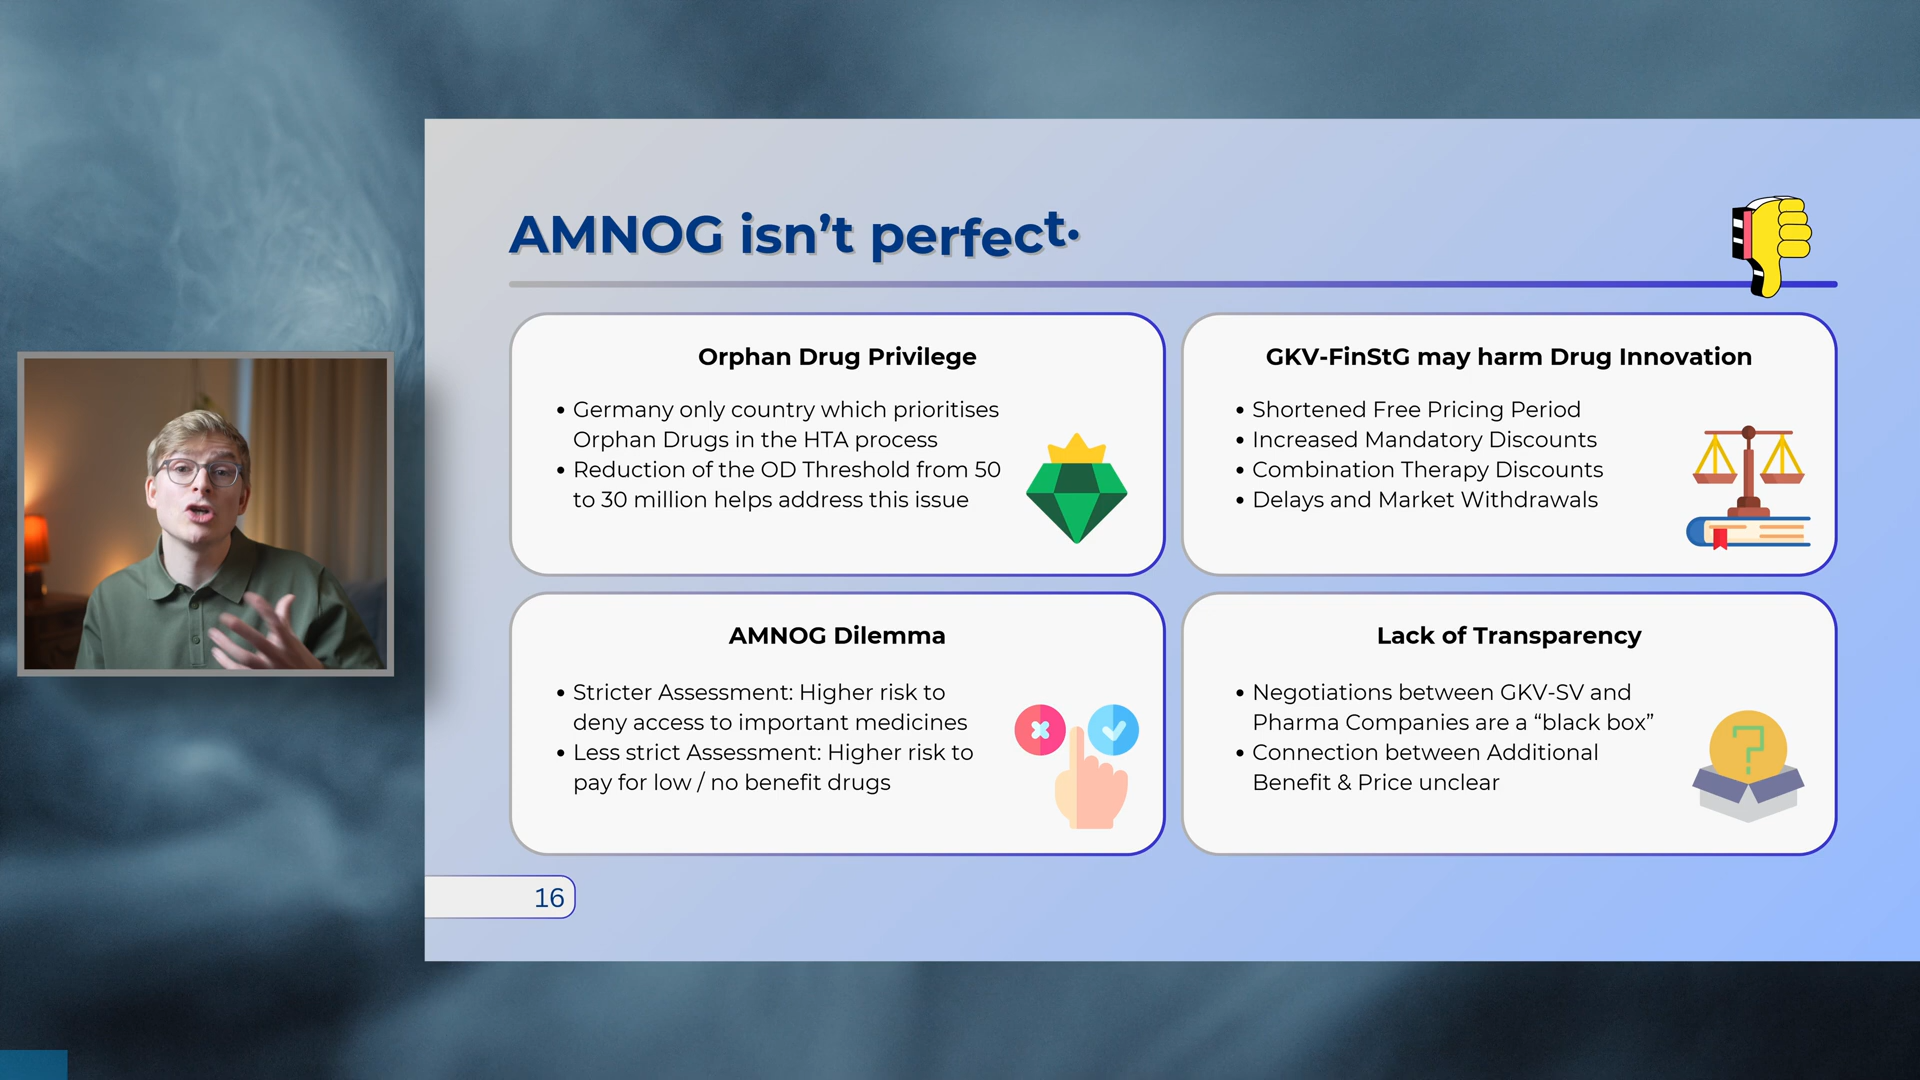 AMNOG isn’t perfect.
Orphan Drug Privilege
• Germany only country which prioritises
Orphan Drugs in the HTA process
• Reduction of the OD Threshold from 50
to 30 million helps address this issue
GKV-FinStG may harm Drug Innovation
• Shortened Free Pricing Period
• Increased Mandatory Discounts
• Combination Therapy Discounts
• Delays and Market Withdrawals
AMNOG Dilemma
• Stricter Assessment: Higher risk to
deny access to important medicines
• Less strict Assessment: Higher risk to
pay for low / no benefit drugs
Lack of Transparency
• Negotiations between GKV-SV and
Pharma Companies are a “black box”
• Connection between Additional
Benefit & Price unclear
16